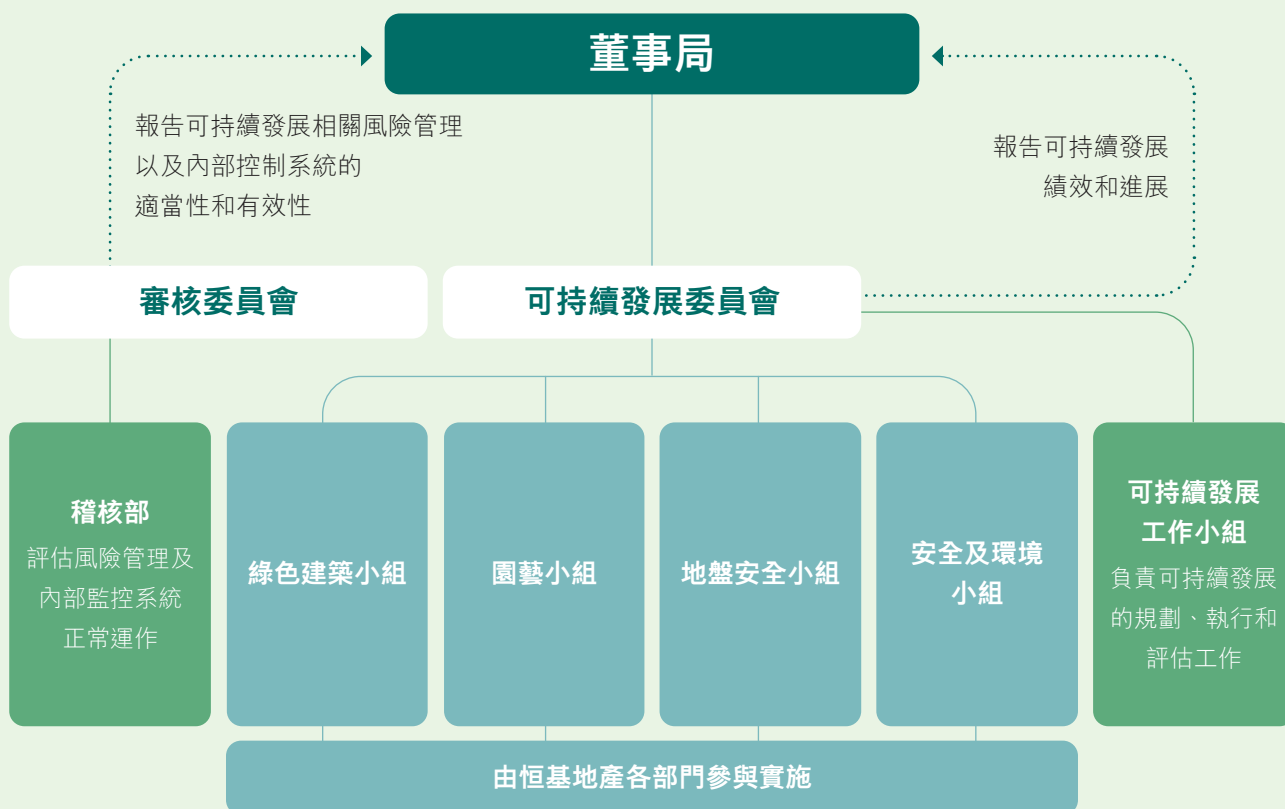 董事局
報告可持續發展相關風險管理
以及內部控制系統的
適當性和有效性
報告可持續發展
績效和進展
審核委員會
可持續發展委員會
稽核部
評估風險管理及
內部監控系統
正常運作
綠色建築小組
園藝小組
地盤安全小組
安全及環境
小組
可持續發展
工作小組
負責可持續發展
的規劃、執行和
評估工作
由恒基地產各部門參與實施